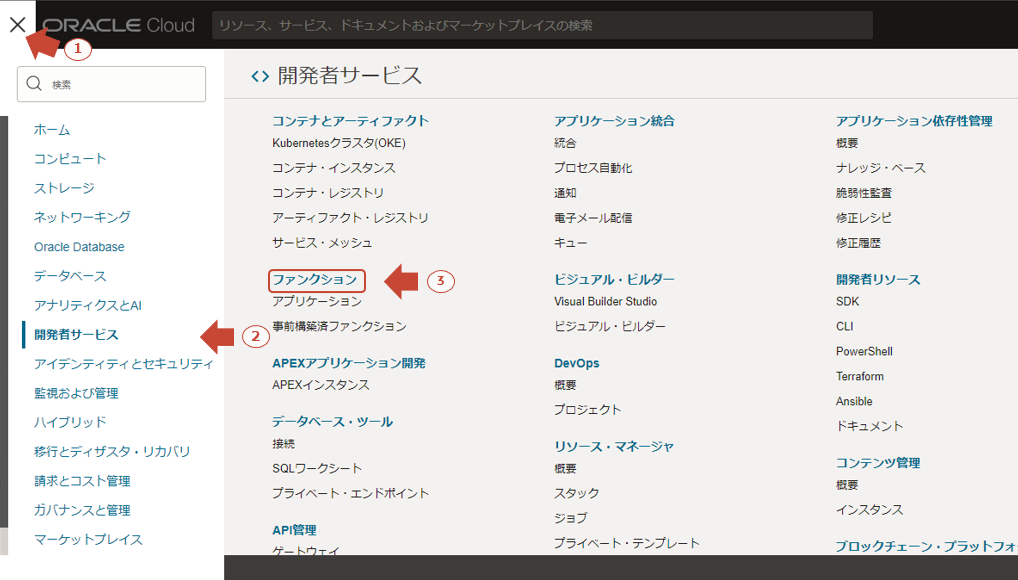 ORACLE Cloud
リソース、サービス、ドキュメントおよびマーケットプレイスの検索
1
検索
ホーム
コンピュート
ストレージ
ネットワーキング
Oracle Database
データベース
アナリティクスとAI
開発者サービス
2
アイデンティティとセキュリティ
監視および管理
ハイブリッド
移行とディザスタ・リカバリ
請求とコスト管理
ガバナンスと管理
マーケットプレイス
開発者サービス
コンテナとアーティファクト
Kubernetesクラスタ(OKE)
コンテナ・インスタンス
コンテナ・レジストリ
アーティファクト・レジストリ
サービス・メッシュ
ファンクション
3
アプリケーション
事前構築済ファンクション
APEXアプリケーション開発
APEXインスタンス
データベース・ツール
接続
SQLワークシート
プライベート・エンドポイント
API管理
ゲートウェイ
アプリケーション統合
統合
プロセス自動化
通知
電子メール配信
キュー
ビジュアル・ビルダー
Visual Builder Studio
ビジュアル・ビルダー
DevOps
概要
プロジェクト
リソース・マネージャ
概要
スタック
ジョブ
プライベート・テンプレート
アプリケーション依存性管理
概要
ナレッジ・ベース
脆弱性監査
修正レシピ
修正履歴
開発者リソース
SDK
CLI
PowerShell
Terraform
Ansible
ドキュメント
コンテンツ管理
概要
インスタンス
ブロックチェーン・プラットフォ